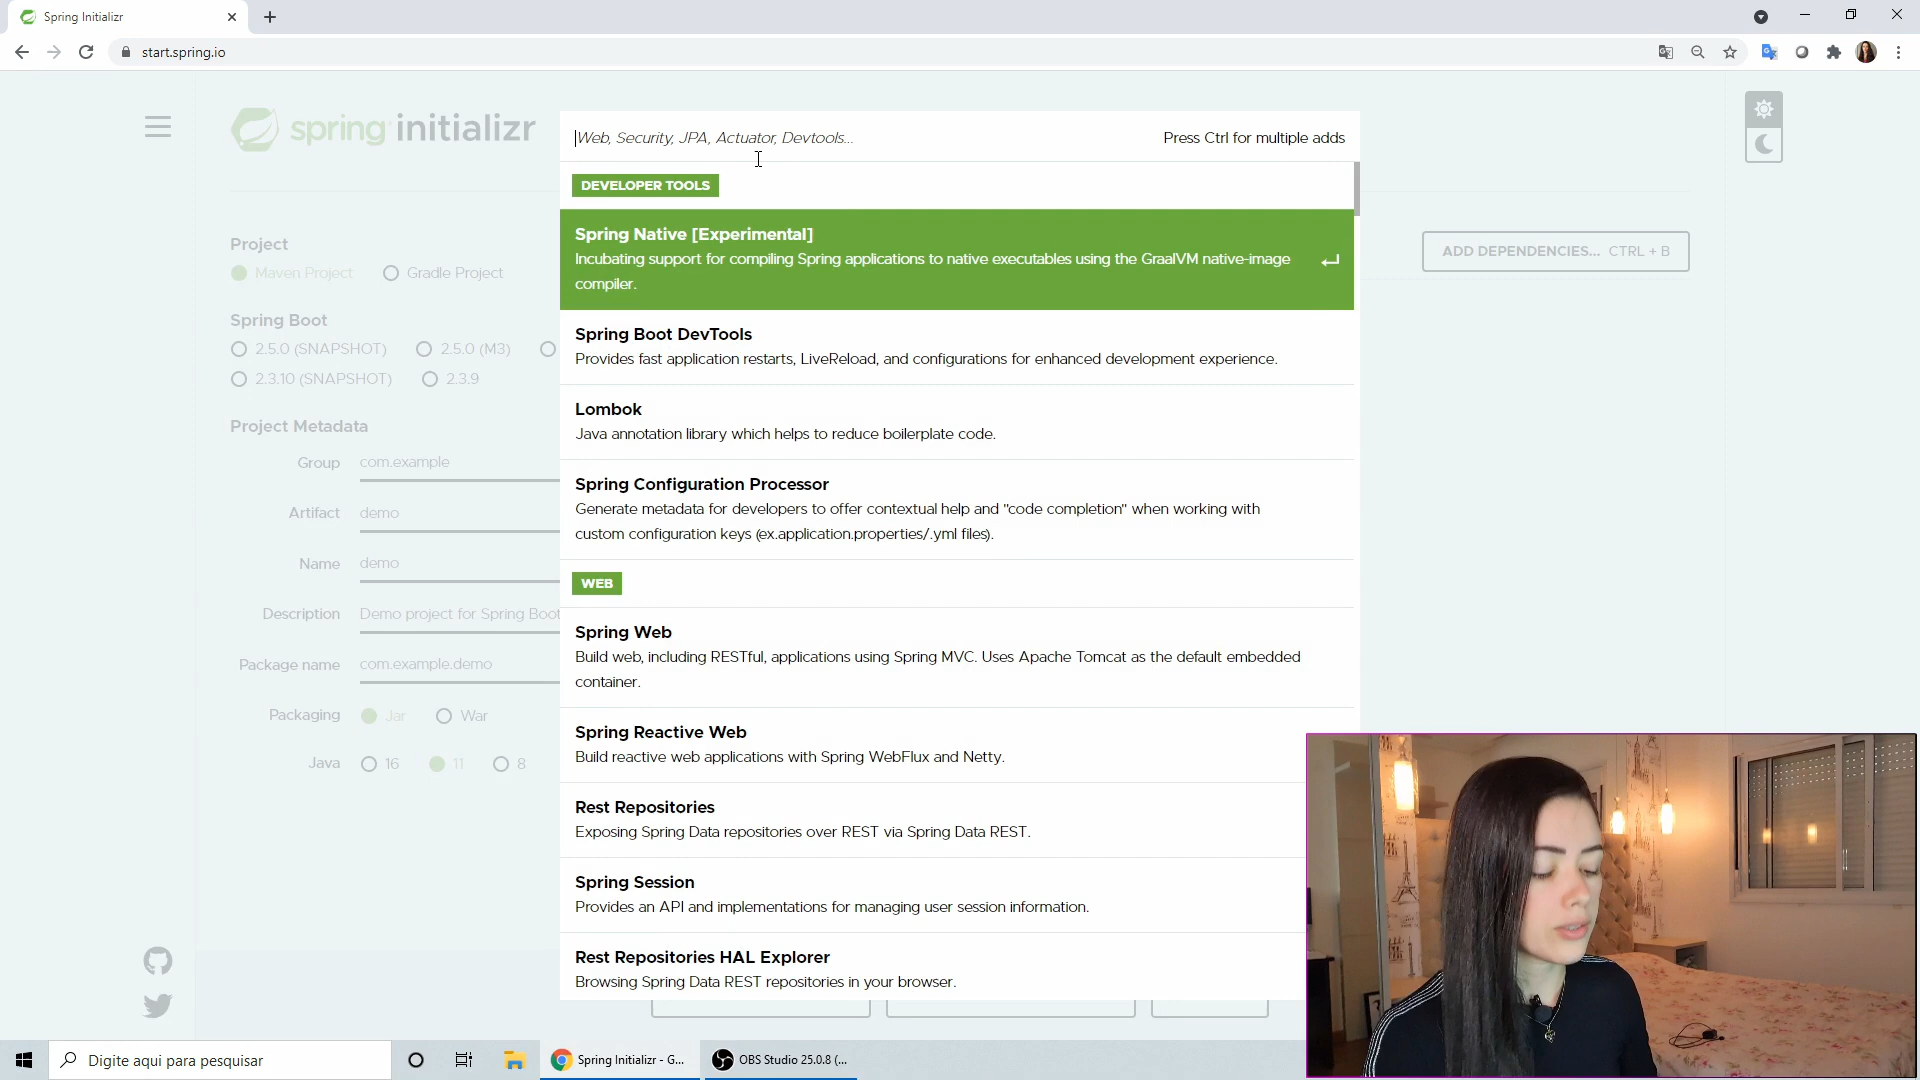 Spring Initializr
start.spring.io
spring initializr
Web, Security, JPA, Actuator, Devtools...
Press Ctrl for multiple adds
DEVELOPER TOOLS
Spring Native [Experimental]
Incubating support for compiling Spring applications to native executables using the GraalVM native-image
compiler.
Spring Boot DevTools
Provides fast application restarts, LiveReload, and configurations for enhanced development experience.
Lombok
Java annotation library which helps to reduce boilerplate code.
Spring Configuration Processor
Generate metadata for developers to offer contextual help and "code completion" when working with
custom configuration keys (ex.application.properties/.yml files).
WEB
Spring Web
Build web, including RESTful, applications using Spring MVC. Uses Apache Tomcat as the default embedded
container.
Spring Reactive Web
Build reactive web applications with Spring WebFlux and Netty.
Rest Repositories
Exposing Spring Data repositories over REST via Spring Data REST.
Spring Session
Provides an API and implementations for managing user session information.
Rest Repositories HAL Explorer
Browsing Spring Data REST repositories in your browser.
Project
Maven Project
Gradle Project
Spring Boot
2.5.0 (SNAPSHOT)
2.5.0 (M3)
2.3.10 (SNAPSHOT)
2.3.9
Project Metadata
Group
com.example
Artifact
demo
Name
demo
Description
Demo project for Spring Boot
Package name
com.example.demo
Packaging
Jar
War
Java
16
11
8
ADD DEPENDENCIES... CTRL + B
Digite aqui para pesquisar
Spring Initializr - G...
OBS Studio 25.0.8 (...